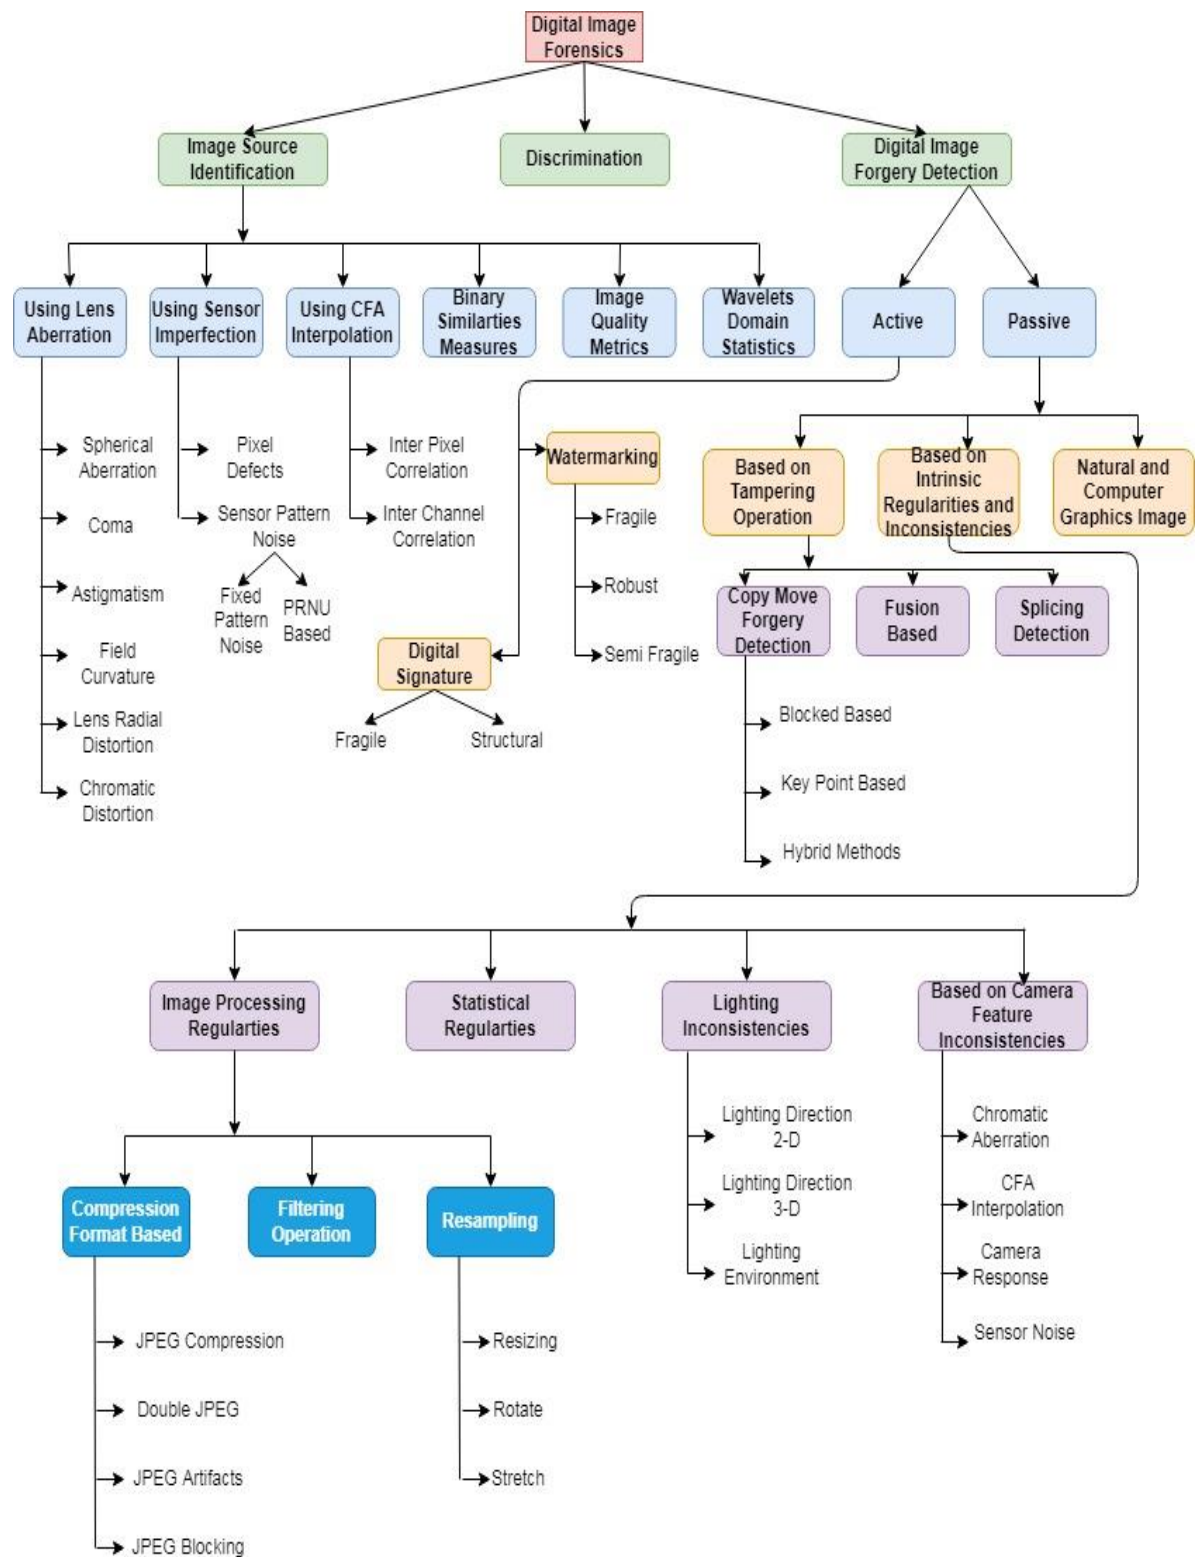 Digital Image
Forensics
Image Source
Identification
Discrimination
Digital Image
Forgery Detection
Using Lens
Aberration
Using Sensor
Imperfection
Using CFA
Interpolation
Binary
Similarties
Measures
Image
Quality
Metrics
Wavelets
Domain
Statistics
Active
Passive
Spherical
Aberration
Coma
Astigmatism
Field
Curvature
Lens Radial
Distortion
Chromatic
Distortion
Pixel
Defects
Sensor Pattern
Noise
Fixed
Pattern
Noise
PRNU
Based
Inter Pixel
Correlation
Inter Channel
Correlation
Watermarking
Fragile
Robust
Semi Fragile
Digital
Signature
Fragile
Structural
Based on
Tampering
Operation
Based on
Intrinsic
Regularities and
Inconsistencies
Natural and
Computer
Graphics Image
Copy Move
Forgery
Detection
Fusion
Based
Splicing
Detection
Blocked Based
Key Point Based
Hybrid Methods
Image Processing
Regularties
Statistical
Regularties
Lighting
Inconsistencies
Based on Camera
Feature
Inconsistencies
Compression
Format Based
Filtering
Operation
Resampling
JPEG Compression
Double JPEG
JPEG Artifacts
JPEG Blocking
Resizing
Rotate
Stretch
Lighting Direction
2-D
Lighting Direction
3-D
Lighting
Environment
Chromatic
Aberration
CFA
Interpolation
Camera
Response
Sensor Noise